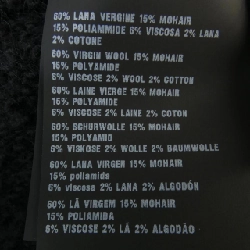 60% LANA VERGINE 15% MOHAIR
15% POLIAMMIDE 6% VISCOSA 2% LANA
2% COTONE
60% VIRGIN WOOL 15% MOHAIR
15% POLYAMIDE
6% VISCOSE 2% WOOL 2% COTTON
60% LAINE VIERGE 15% MOHAIR
15% POLYAMIDE
6% VISCOSE 2% LAINE 2% COTON
60% SCHURWOLLE 15% MOHAIR
15% POLYAMID
6% VISKOSE 2% WOLLE 2% BAUMWOLLE
60% LANA VIRGEN 15% MOHAIR
15% poliamida
6% viscose 2% LANA 2% ALGODÓN
60% LÃ VIRGEM 15% MOHAIR
15% POLIAMIDA
6% VISCOSE 2% LÃ 2% ALGODÃO